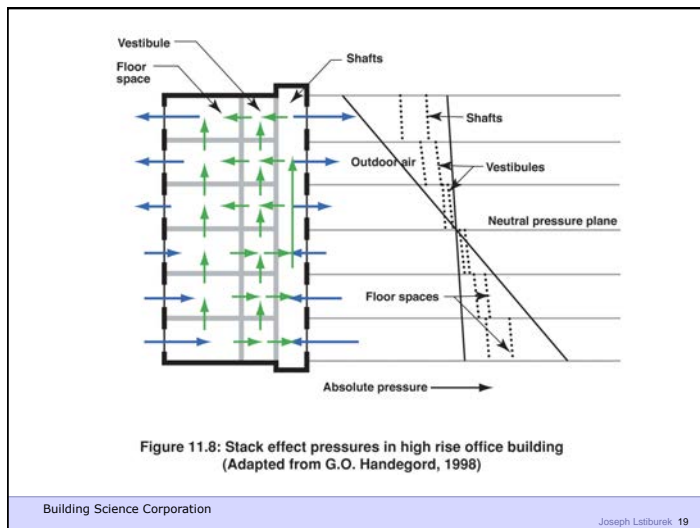 Vestibule
Floor
space
Shafts
Shafts
Outdoor air
Vestibules
Neutral pressure plane
Floor spaces
Absolute pressure
Figure 11.8: Stack effect pressures in high rise office building
(Adapted from G.O. Handegord, 1998)
Building Science Corporation
Joseph Lstiburek 19